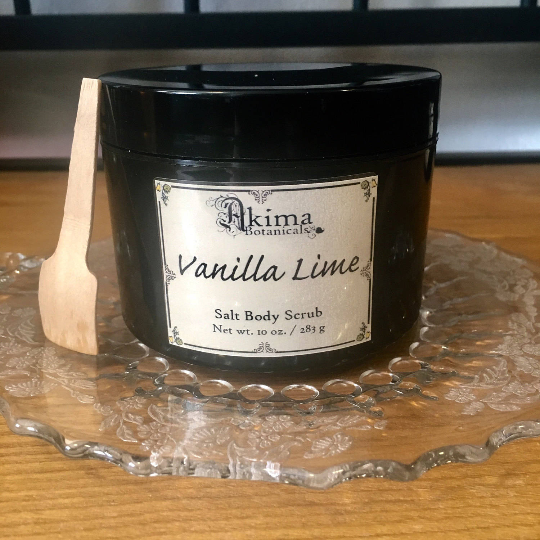 Akima
Botanicals
Vanilla Lime
Salt Body Scrub
Net wt. 10 oz. / 283 g